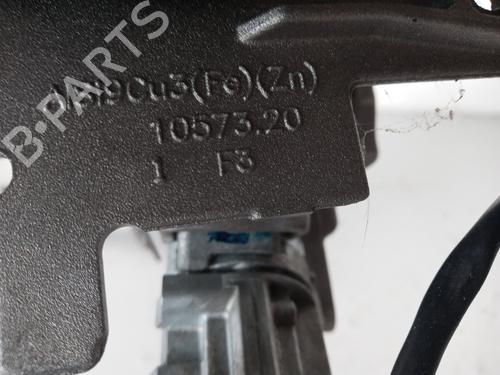 B-PARTS
AlSi9Cu3(Fe)(Zn)
10573.20
1 F3